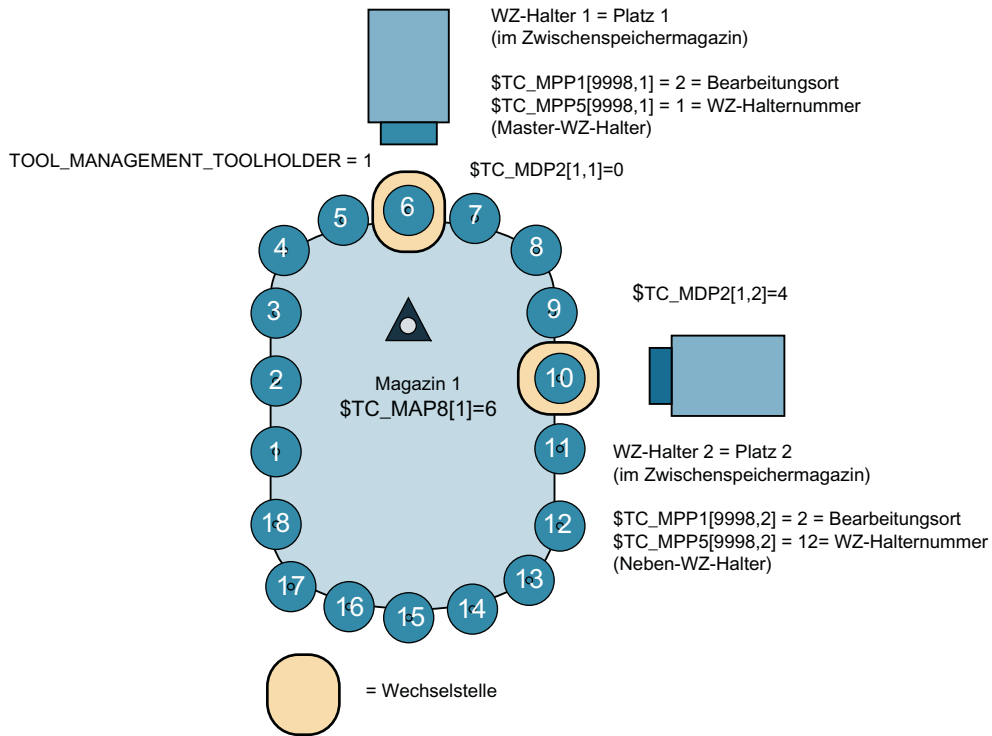 WZ-Halter 1 = Platz 1
(im Zwischenspeichermagazin)
$TC_MPP1[9998,1] = 2 = Bearbeitungsort
$TC_MPP5[9998,1] = 1 = WZ-Halternummer
(Master-WZ-Halter)
TOOL_MANAGEMENT_TOOLHOLDER = 1
$TC_MDP2[1,1]=0
6
5
7
4
8
3
9
$TC_MDP2[1,2]=4
2
10
Magazin 1
$TC_MAP8[1]=6
1
11
WZ-Halter 2 = Platz 2
(im Zwischenspeichermagazin)
18
12
$TC_MPP1[9998,2] = 2 = Bearbeitungsort
$TC_MPP5[9998,2] = 12= WZ-Halternummer
(Neben-WZ-Halter)
17
13
16
14
15
= Wechselstelle